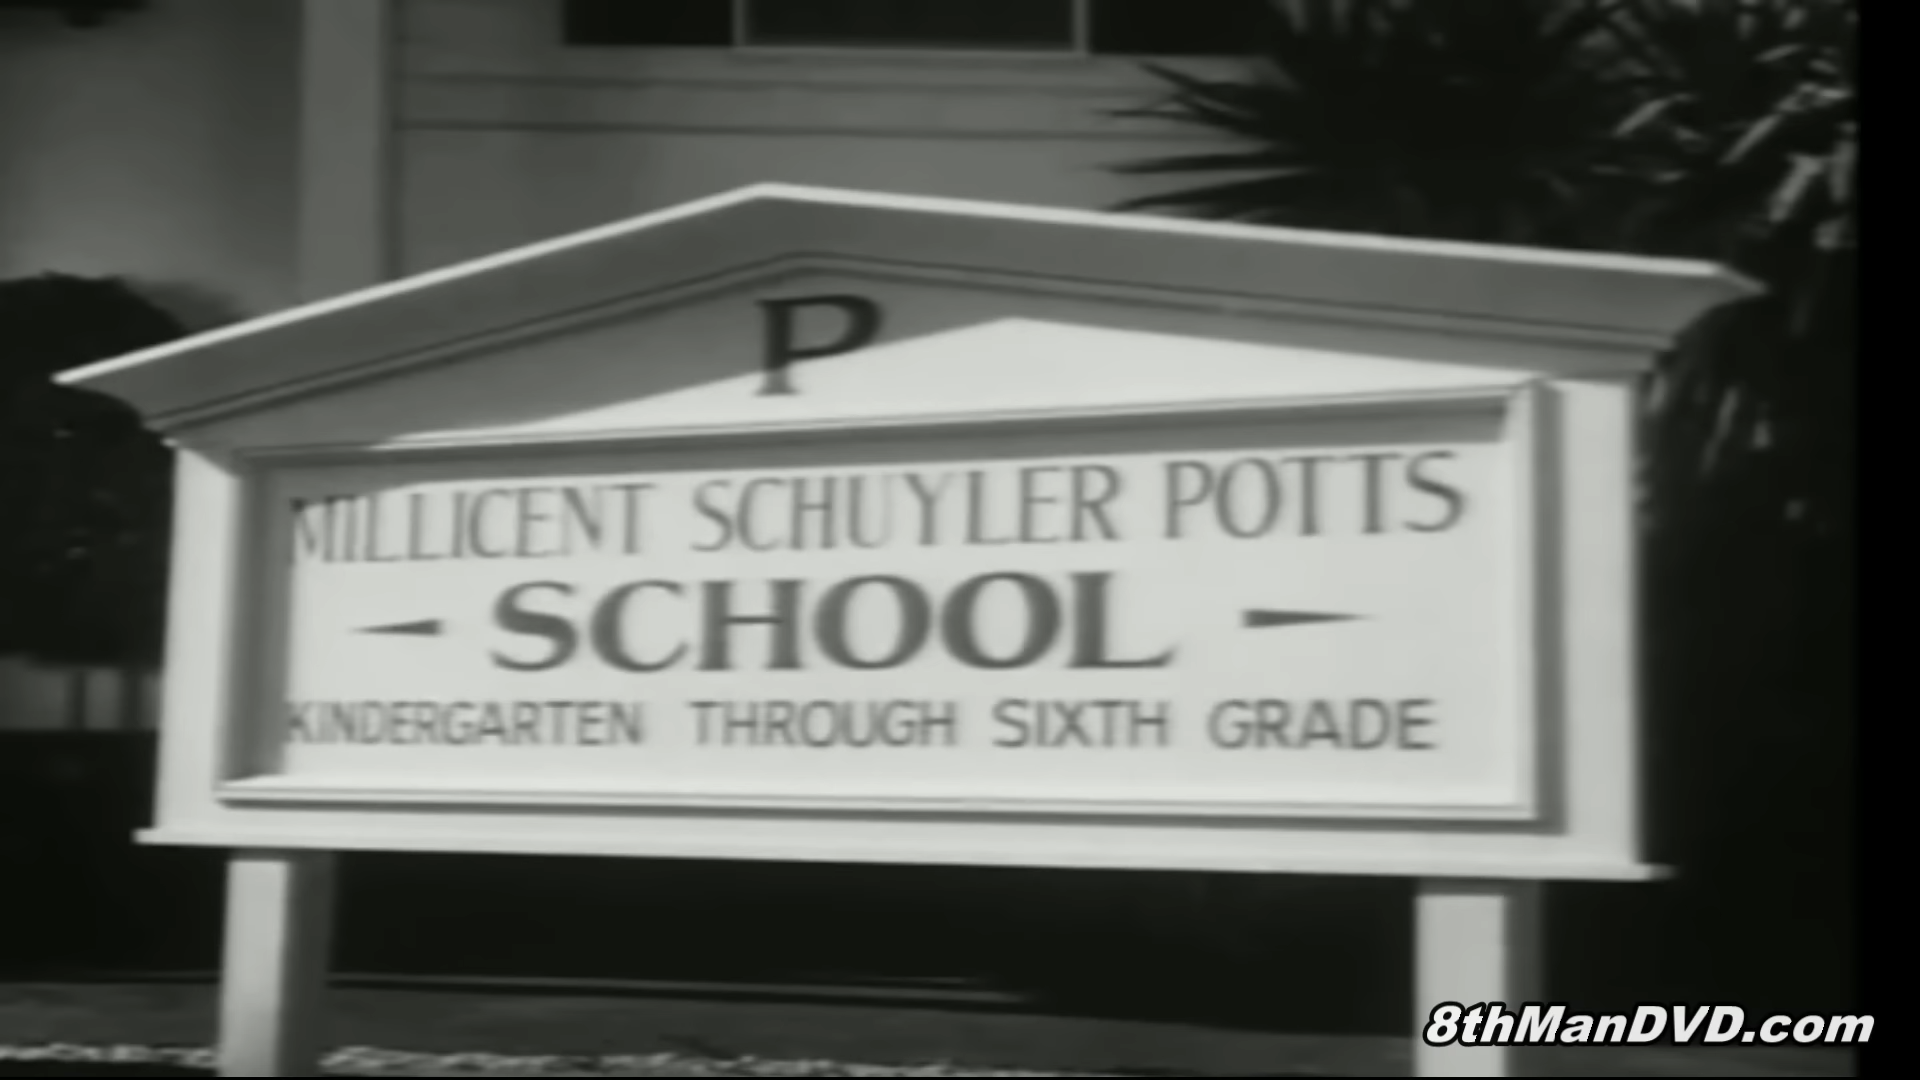 P
MILLICENT SCHUYLER POTTS
SCHOOL
KINDERGARTEN THROUGH SIXTH GRADE
8thManDVD.com